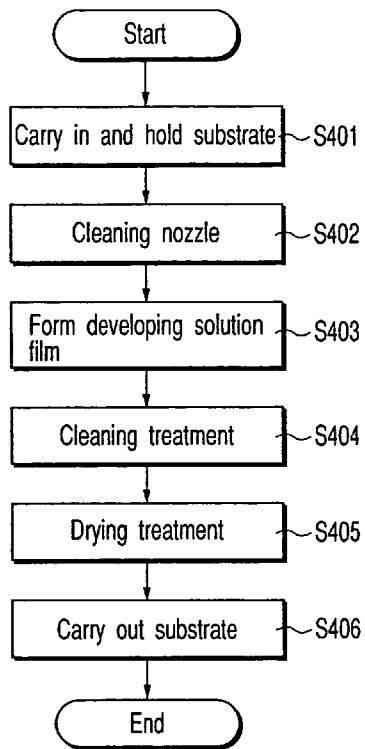 Start
Carry in and hold substrate
S401
Cleaning nozzle
S402
Form developing solution
film
S403
Cleaning treatment
S404
Drying treatment
S405
Carry out substrate
S406
End